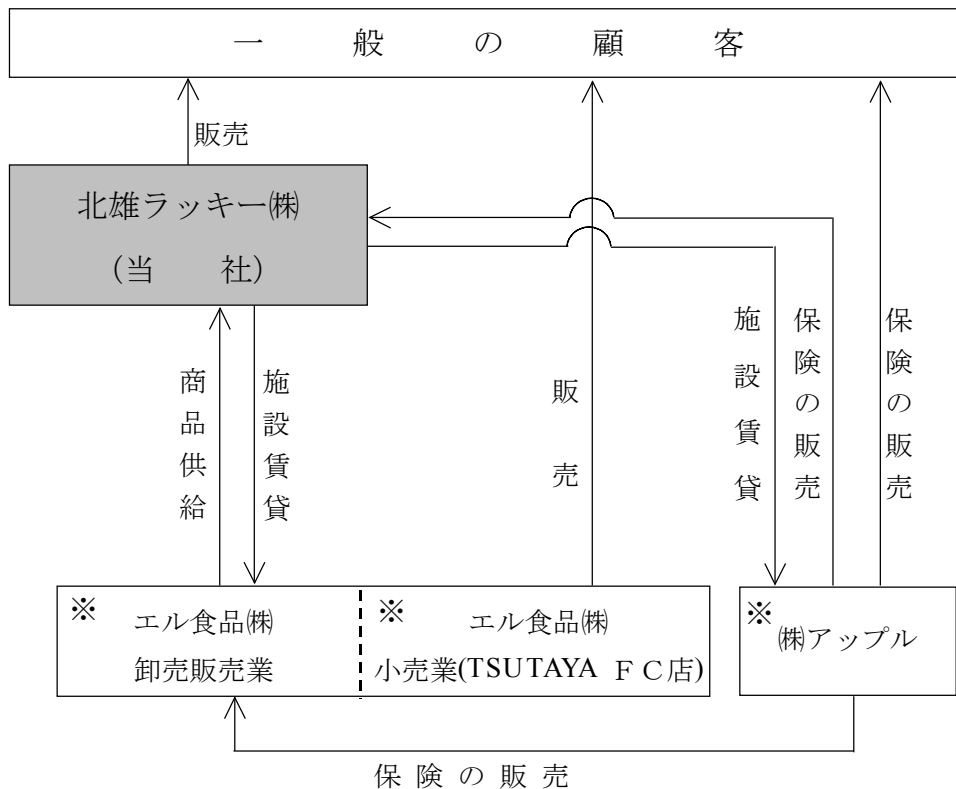 一般の顧客
販売
北雄ラッキー㈱
(当　社)
商品供給
施設賃貸
販売
施設賃貸
保険の販売
保険の販売
※ エル食品㈱
卸売販売業
※ エル食品㈱
小売業(TSUTAYA ＦＣ店)
※ ㈱アップル
保険の販売